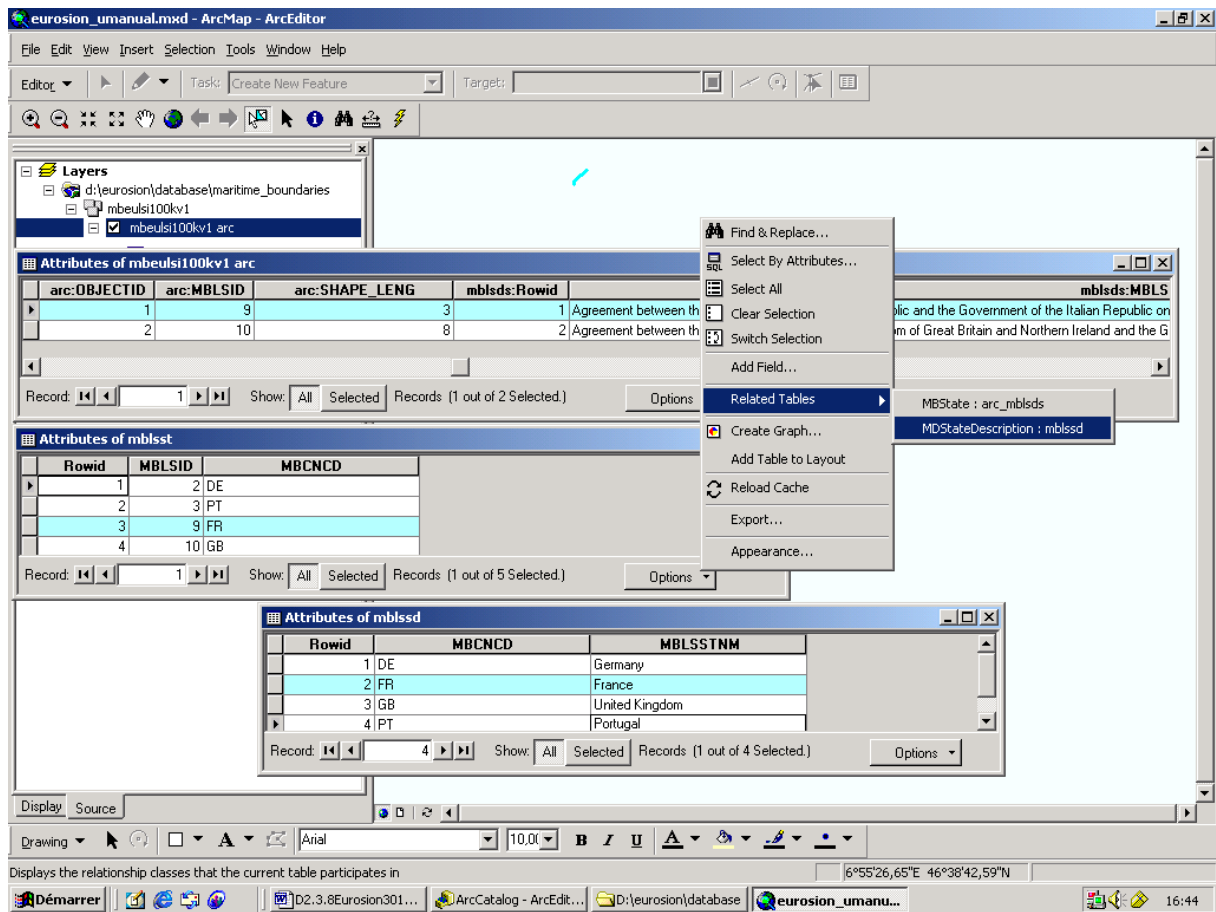 eurosion_umanual.mxd - ArcMap - ArcEditor
File Edit View Insert Selection Tools Window Help
Editor Task: Create New Feature Target:
Layers
d:\eurosion\database\maritime_boundaries
mbeulsi100kv1
mbeulsi100kv1 arc
Attributes of mbeulsi100kv1 arc
arc:OBJECTID arc:MBLSID arc:SHAPE_LENG mblsds:Rowid mblsds:MBLS
1 9 3 1 Agreement between th lic and the Government of the Italian Republic on
2 10 8 2 Agreement between th m of Great Britain and Northern Ireland and the G
Record: 1 Show: All Selected Records (1 out of 2 Selected.) Options
Find & Replace...
SQL Select By Attributes...
Select All
Clear Selection
Switch Selection
Add Field...
Related Tables
MBState : arc_mblsds
MDStateDescription : mblssd
Create Graph...
Add Table to Layout
Reload Cache
Export...
Appearance...
Attributes of mblsst
Rowid MBLSID MBCNCD
1 2 DE
2 3 PT
3 9 FR
4 10 GB
Record: 1 Show: All Selected Records (1 out of 5 Selected.) Options
Attributes of mblssd
Rowid MBCNCD MBLSSTNM
1 DE Germany
2 FR France
3 GB United Kingdom
4 PT Portugal
Record: 4 Show: All Selected Records (1 out of 4 Selected.) Options
Display Source
Drawing A Arial 10,0 B I U A
Displays the relationship classes that the current table participates in 6°55'26,65"E 46°38'42,59"N
Démarrer D2.3.8Eurosion301... ArcCatalog - ArcEdit... D:\eurosion\database eurosion_umanu... 16:44